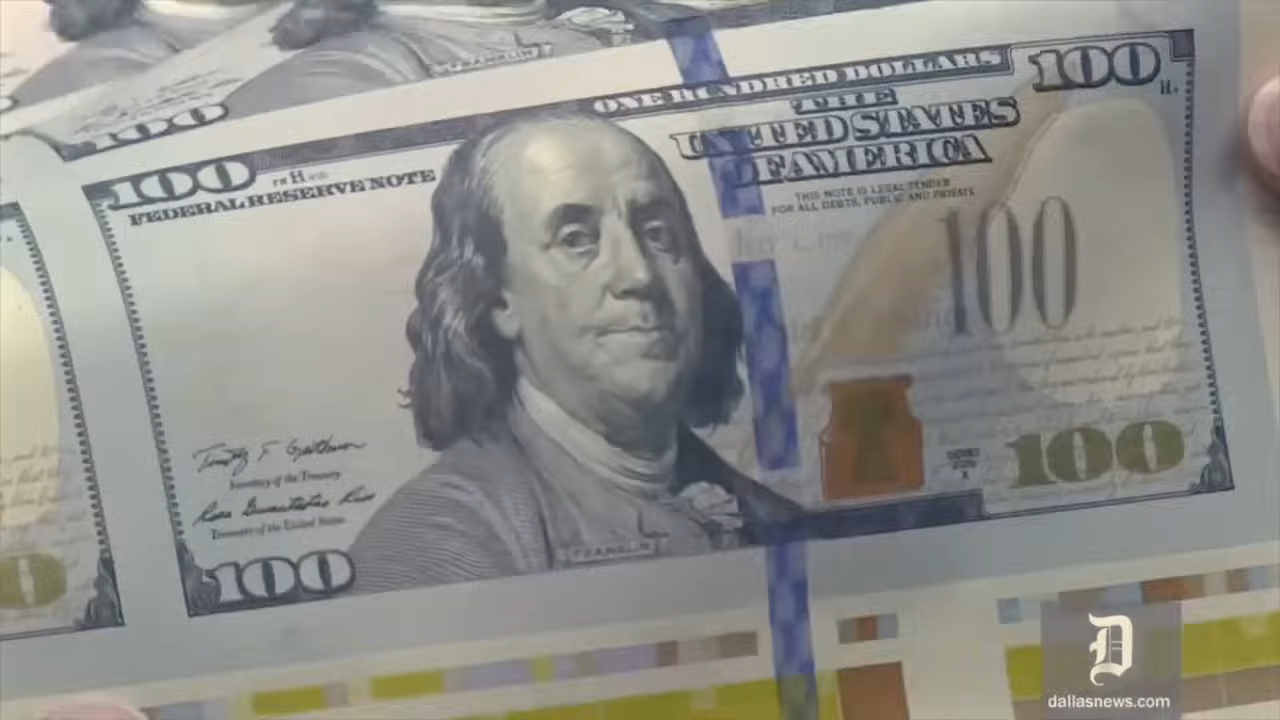 FRANKLIN
100
ONE HUNDRED DOLLARS
100
THE
UNITED STATES
OF AMERICA
H
100
H
FEDERAL RESERVE NOTE
THIS NOTE IS LEGAL TENDER
FOR ALL DEBTS, PUBLIC AND PRIVATE
100
Secretary of the Treasury
Treasurer of the United States
100
100
FRANKLIN
D
dallasnews.com